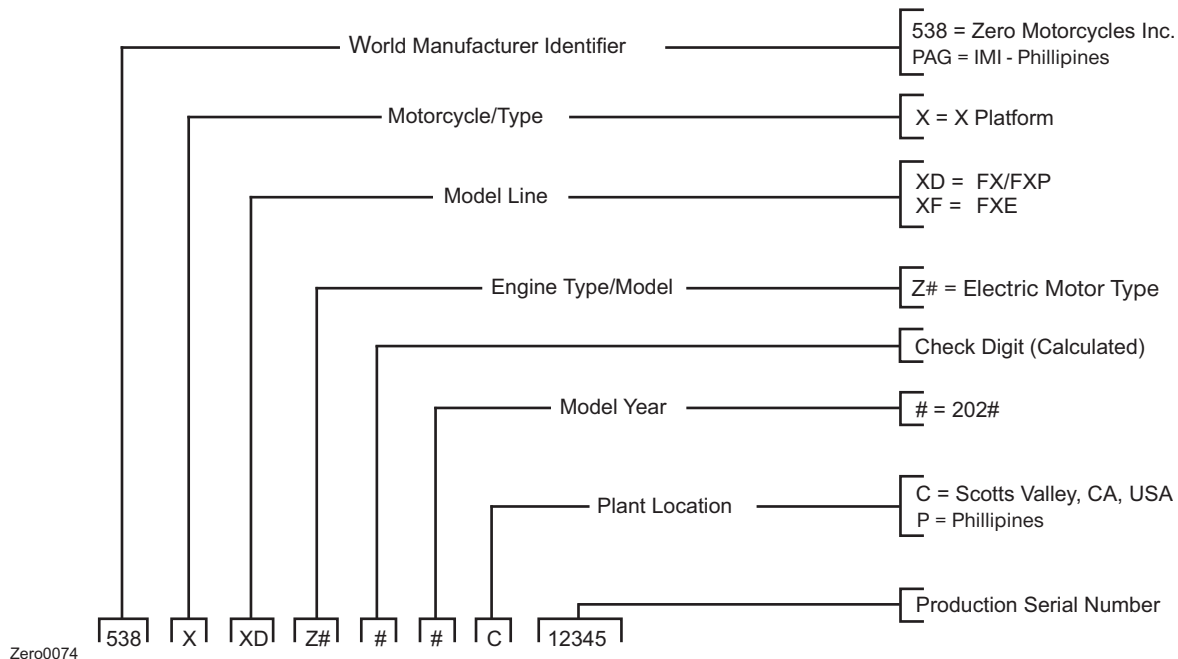 World Manufacturer Identifier
538 = Zero Motorcycles Inc.
PAG = IMI - Phillipines
Motorcycle/Type
X = X Platform
Model Line
XD = FX/FXP
XF = FXE
Engine Type/Model
Z# = Electric Motor Type
Check Digit (Calculated)
Model Year
# = 202#
Plant Location
C = Scotts Valley, CA, USA
P = Phillipines
Production Serial Number
538 X XD Z# # # C 12345
Zero0074